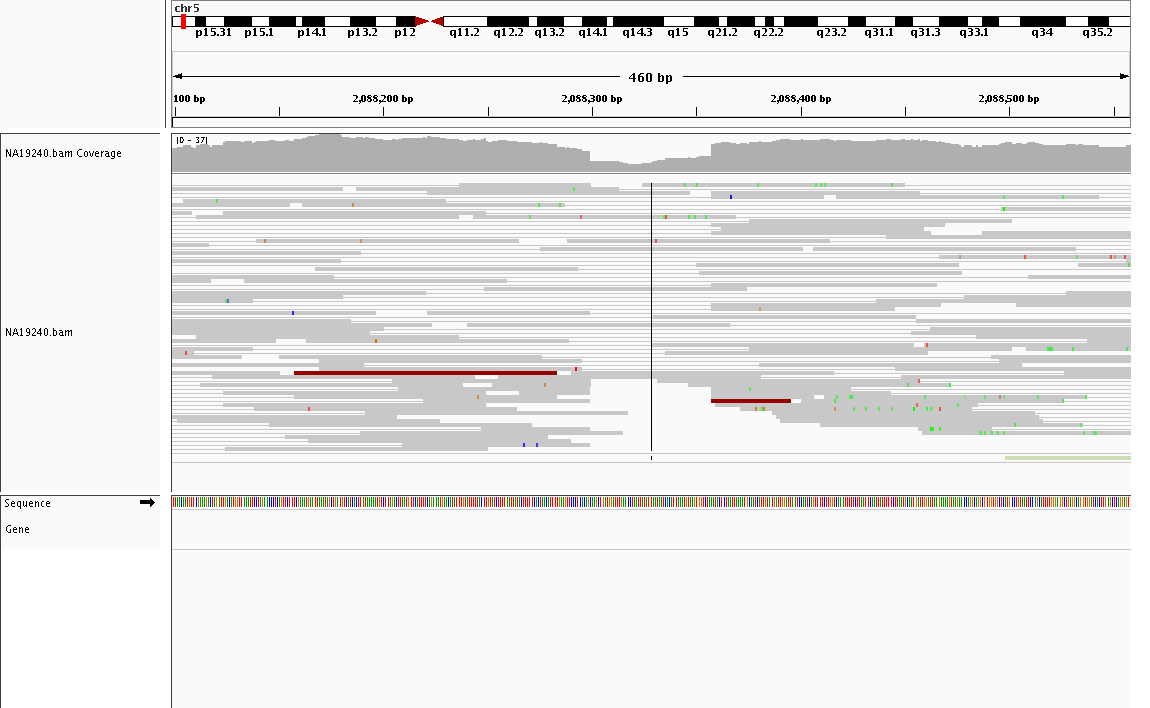 chr5
p15.31 p15.1 p14.1 p13.2 p12 q11.2 q12.2 q13.2 q14.1 q14.3 q15 q21.2 q22.2 q23.2 q31.1 q31.3 q33.1 q34 q35.2
460 bp
100 bp 2,088,200 bp 2,088,300 bp 2,088,400 bp 2,088,500 bp
[0 - 37]
NA19240.bam Coverage
NA19240.bam
Sequence
Gene